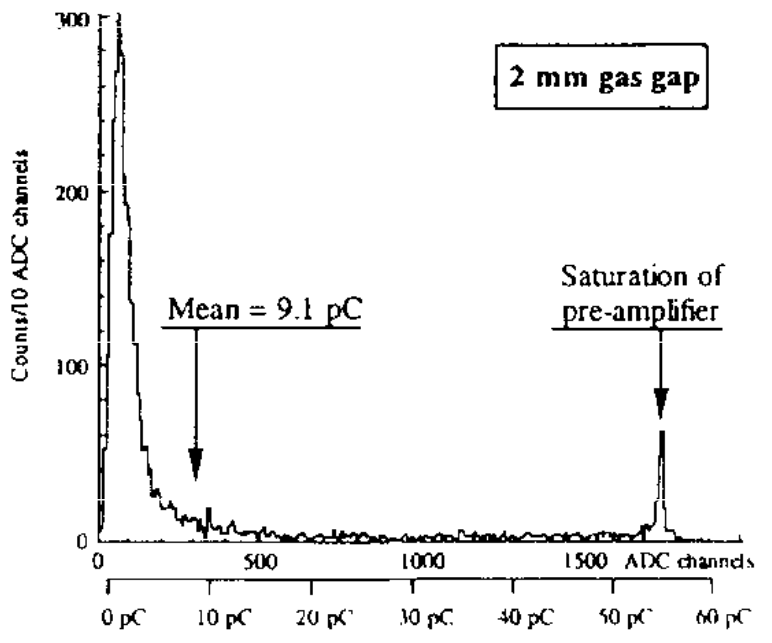 300
2 mm gas gap
200
Counts/10 ADC channels
Saturation of
pre-amplifier
Mean = 9.1 pC
100
0
0 500 1000 1500 ADC channels
0 pC 10 pC 20 pC 30 pC 40 pC 50 pC 60 pC